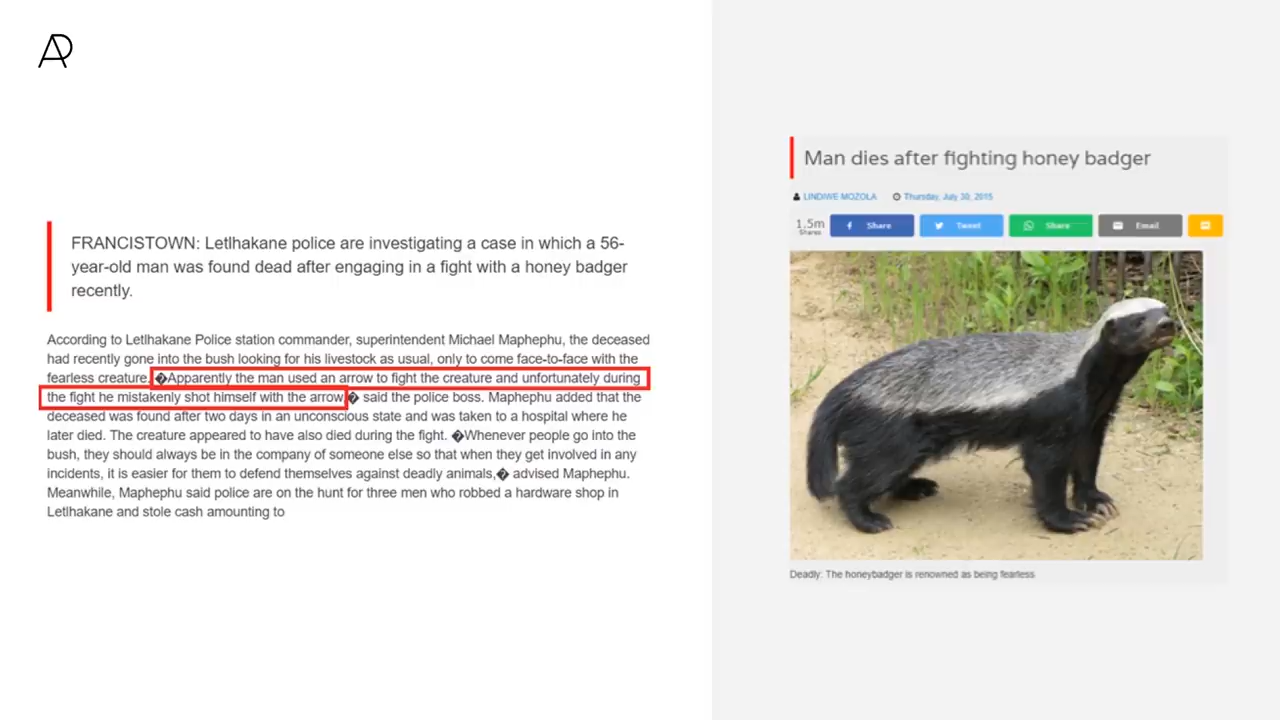 FRANCISTOWN: Letlhakane police are investigating a case in which a 56-
year-old man was found dead after engaging in a fight with a honey badger
recently.
According to Letlhakane Police station commander, superintendent Michael Maphephu, the deceased
had recently gone into the bush looking for his livestock as usual, only to come face-to-face with the
fearless creature. �Apparently the man used an arrow to fight the creature and unfortunately during
the fight he mistakenly shot himself with the arrow� said the police boss. Maphephu added that the
deceased was found after two days in an unconscious state and was taken to a hospital where he
later died. The creature appeared to have also died during the fight. �Whenever people go into the
bush, they should always be in the company of someone else so that when they get involved in any
incidents, it is easier for them to defend themselves against deadly animals,� advised Maphephu.
Meanwhile, Maphephu said police are on the hunt for three men who robbed a hardware shop in
Letlhakane and stole cash amounting to
Man dies after fighting honey badger
LINDIWE MOZOLA Thursday, July 30, 2015
1.5m
Shares
Share Tweet Share Email
Deadly: The honeybadger is renowned as being fearless